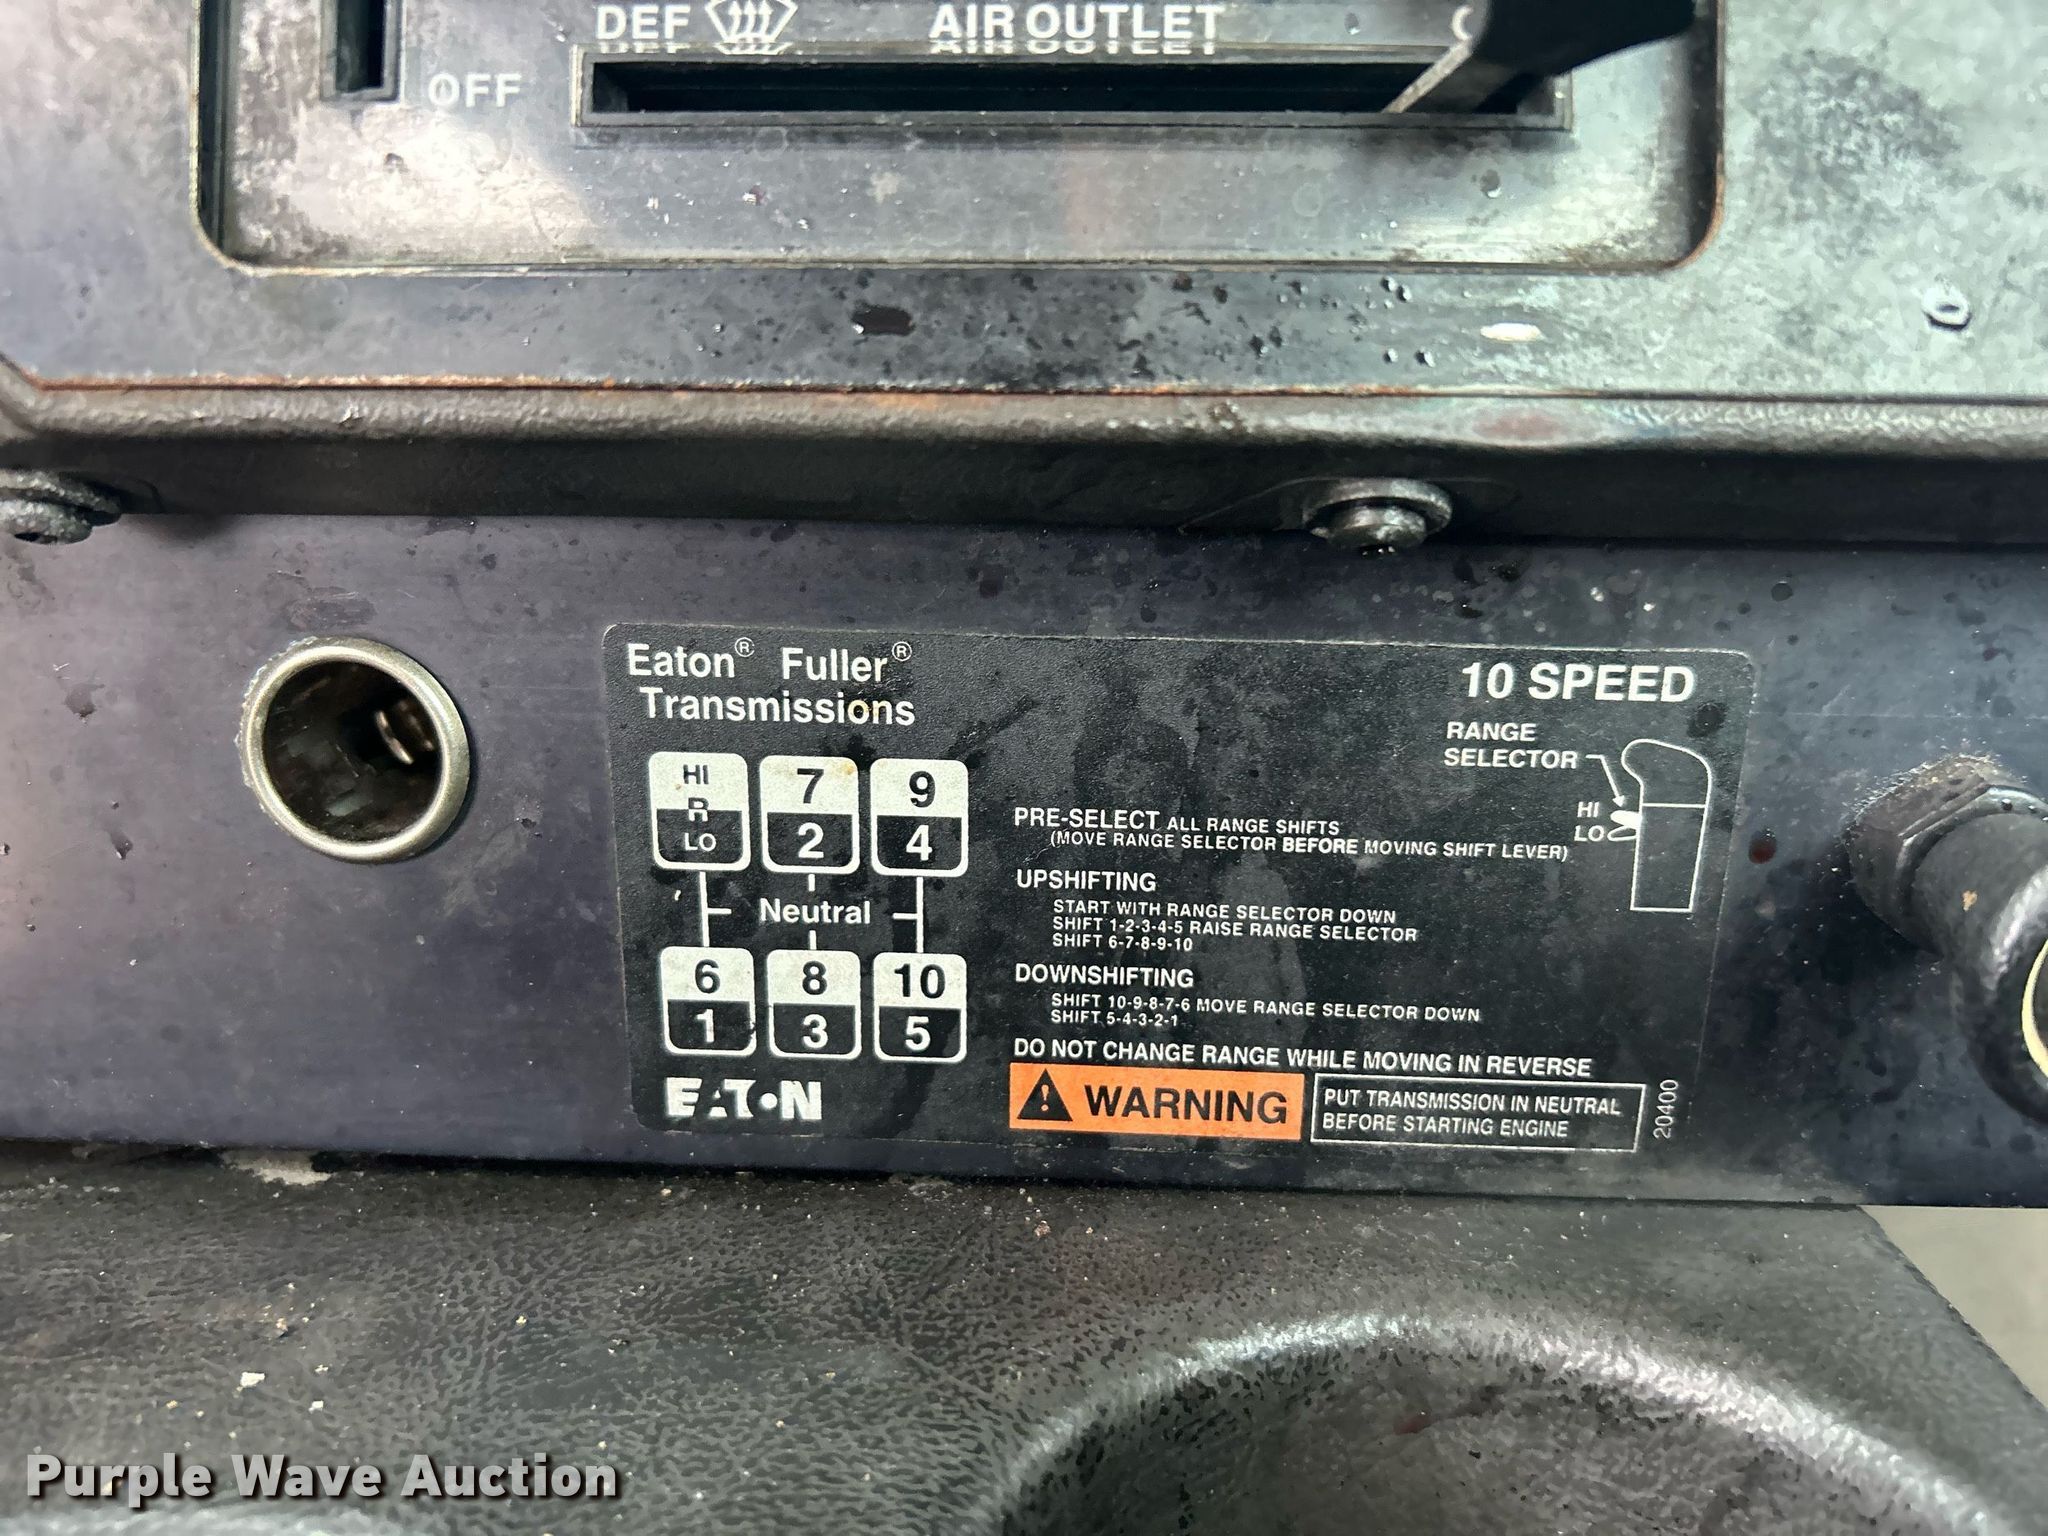 DEF AIR OUTLET
OFF
Eaton® Fuller®
Transmissions
10 SPEED
RANGE
SELECTOR
HI
LO
HI 7 9
R
LO 2 4
Neutral
6 8 10
1 3 5
EATON
PRE-SELECT ALL RANGE SHIFTS
(MOVE RANGE SELECTOR BEFORE MOVING SHIFT LEVER)
UPSHIFTING
START WITH RANGE SELECTOR DOWN
SHIFT 1-2-3-4-5 RAISE RANGE SELECTOR
SHIFT 6-7-8-9-10
DOWNSHIFTING
SHIFT 10-9-8-7-6 MOVE RANGE SELECTOR DOWN
SHIFT 5-4-3-2-1
DO NOT CHANGE RANGE WHILE MOVING IN REVERSE
WARNING
PUT TRANSMISSION IN NEUTRAL
BEFORE STARTING ENGINE
20400
Purple Wave Auction